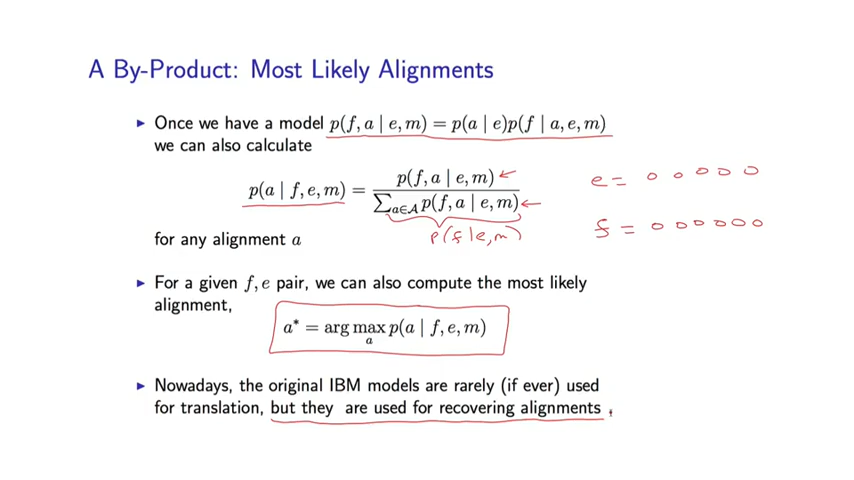 A By-Product: Most Likely Alignments
▶ Once we have a model p(f, a | e, m) = p(a | e)p(f | a, e, m)
we can also calculate
p(a | f, e, m) = p(f, a | e, m) / ∑a∈𝒜 p(f, a | e, m)
e = o o o o o
p(f | e, m)
f = o o o o o o
for any alignment a
▶ For a given f, e pair, we can also compute the most likely
alignment,
a* = arg max p(a | f, e, m)
a
▶ Nowadays, the original IBM models are rarely (if ever) used
for translation, but they are used for recovering alignments